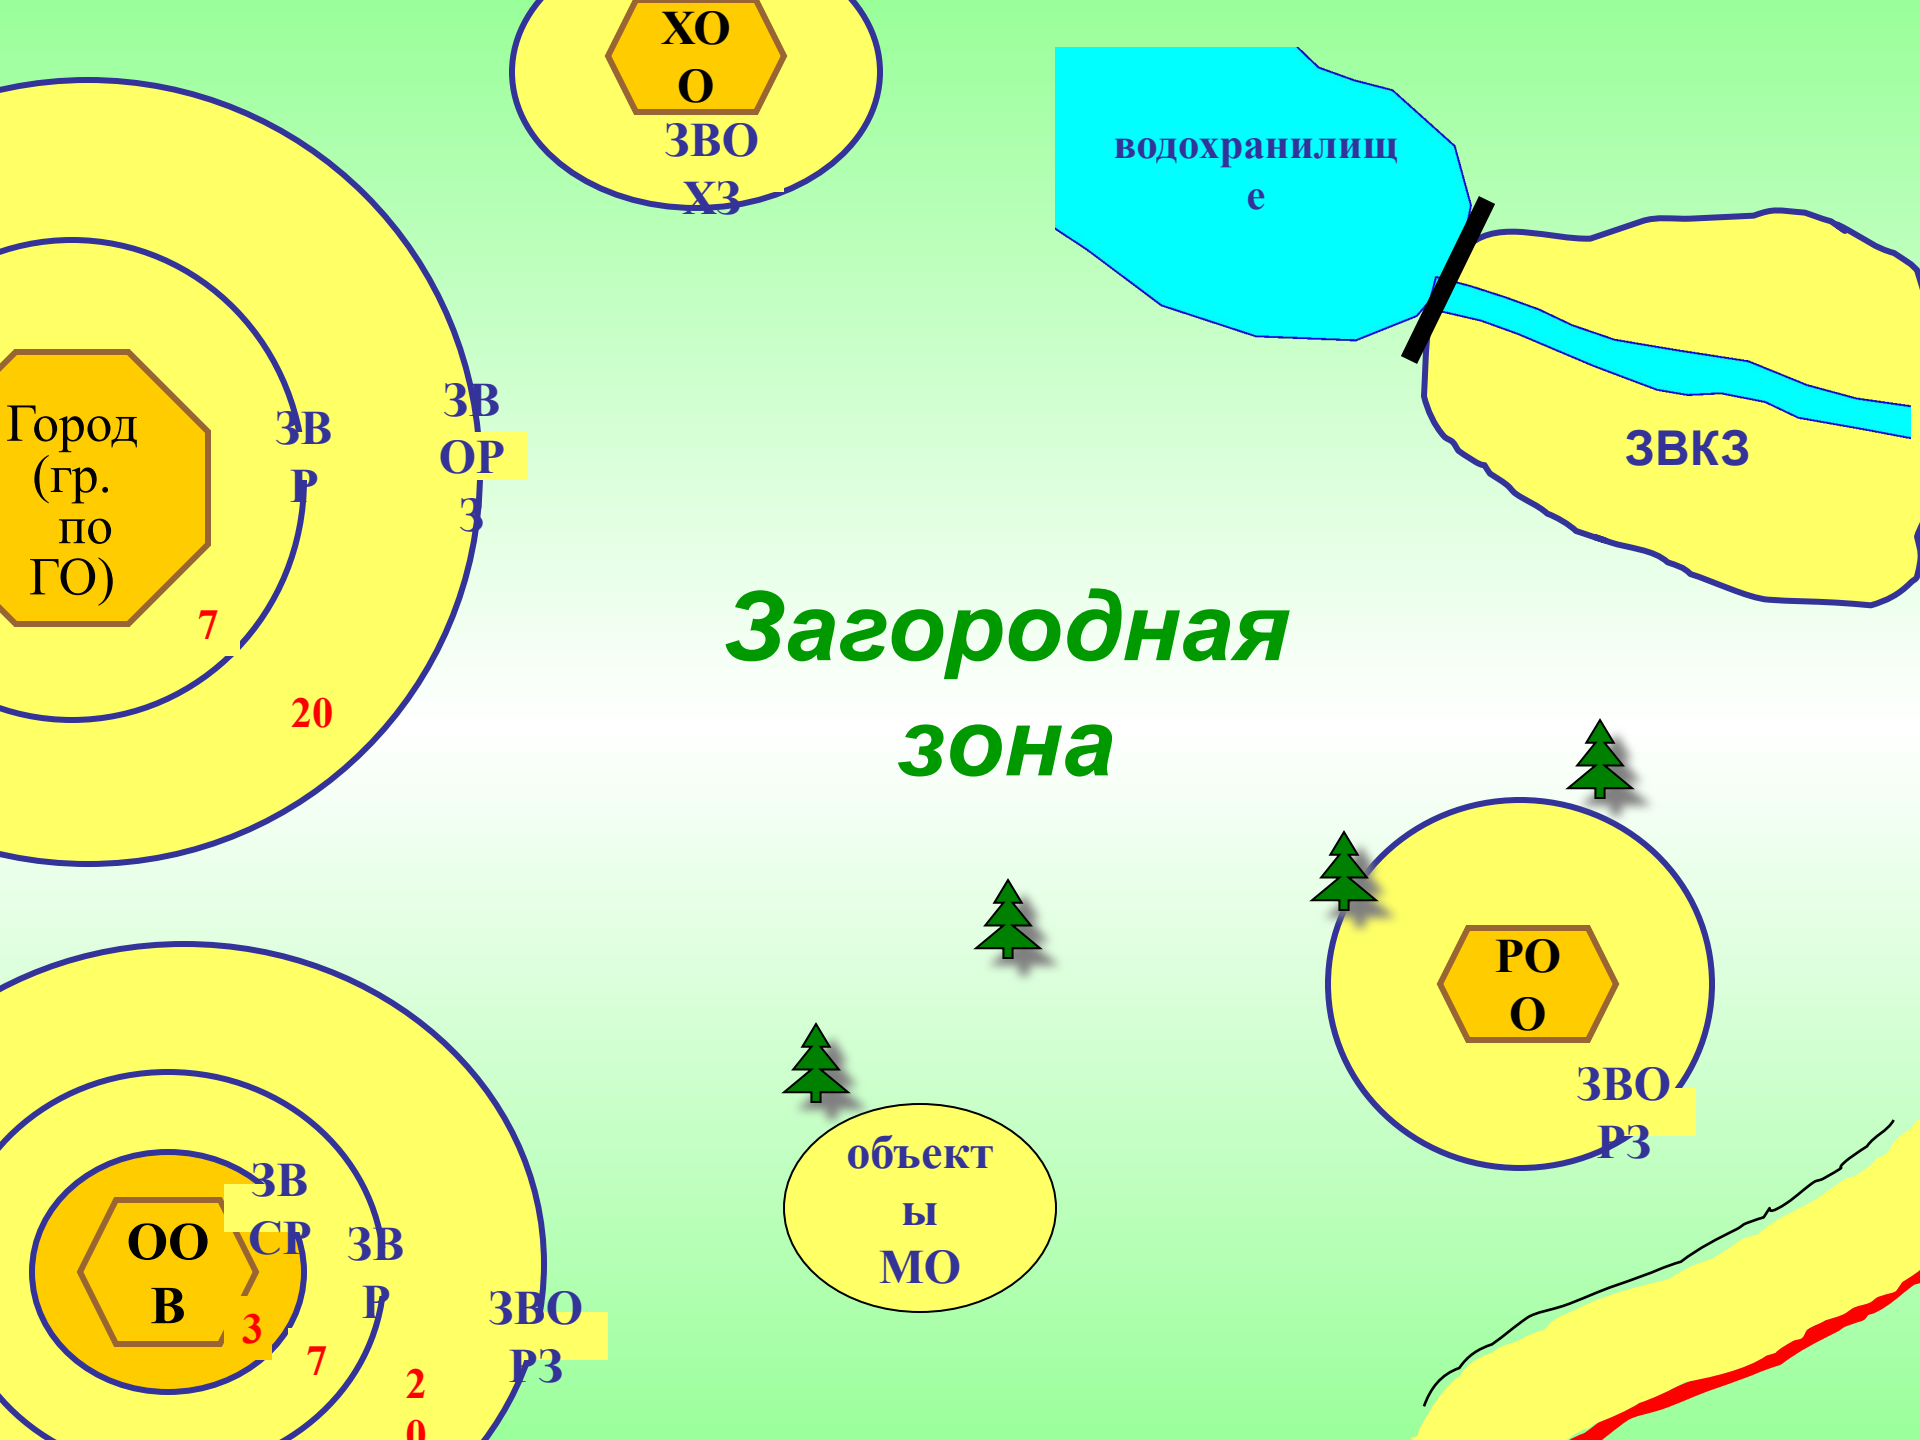 ХО
О
ЗВО
ХЗ
водохранилищ
е
Город
(гр.
по
ГО)
ЗВ
Р
ЗВ
ОР
З
7
20
ЗВКЗ
Загородная
зона
РО
О
ЗВО
РЗ
объект
ы
МО
ОО
В
ЗВ
СР
ЗВ
Р
ЗВО
РЗ
3
7
2
0